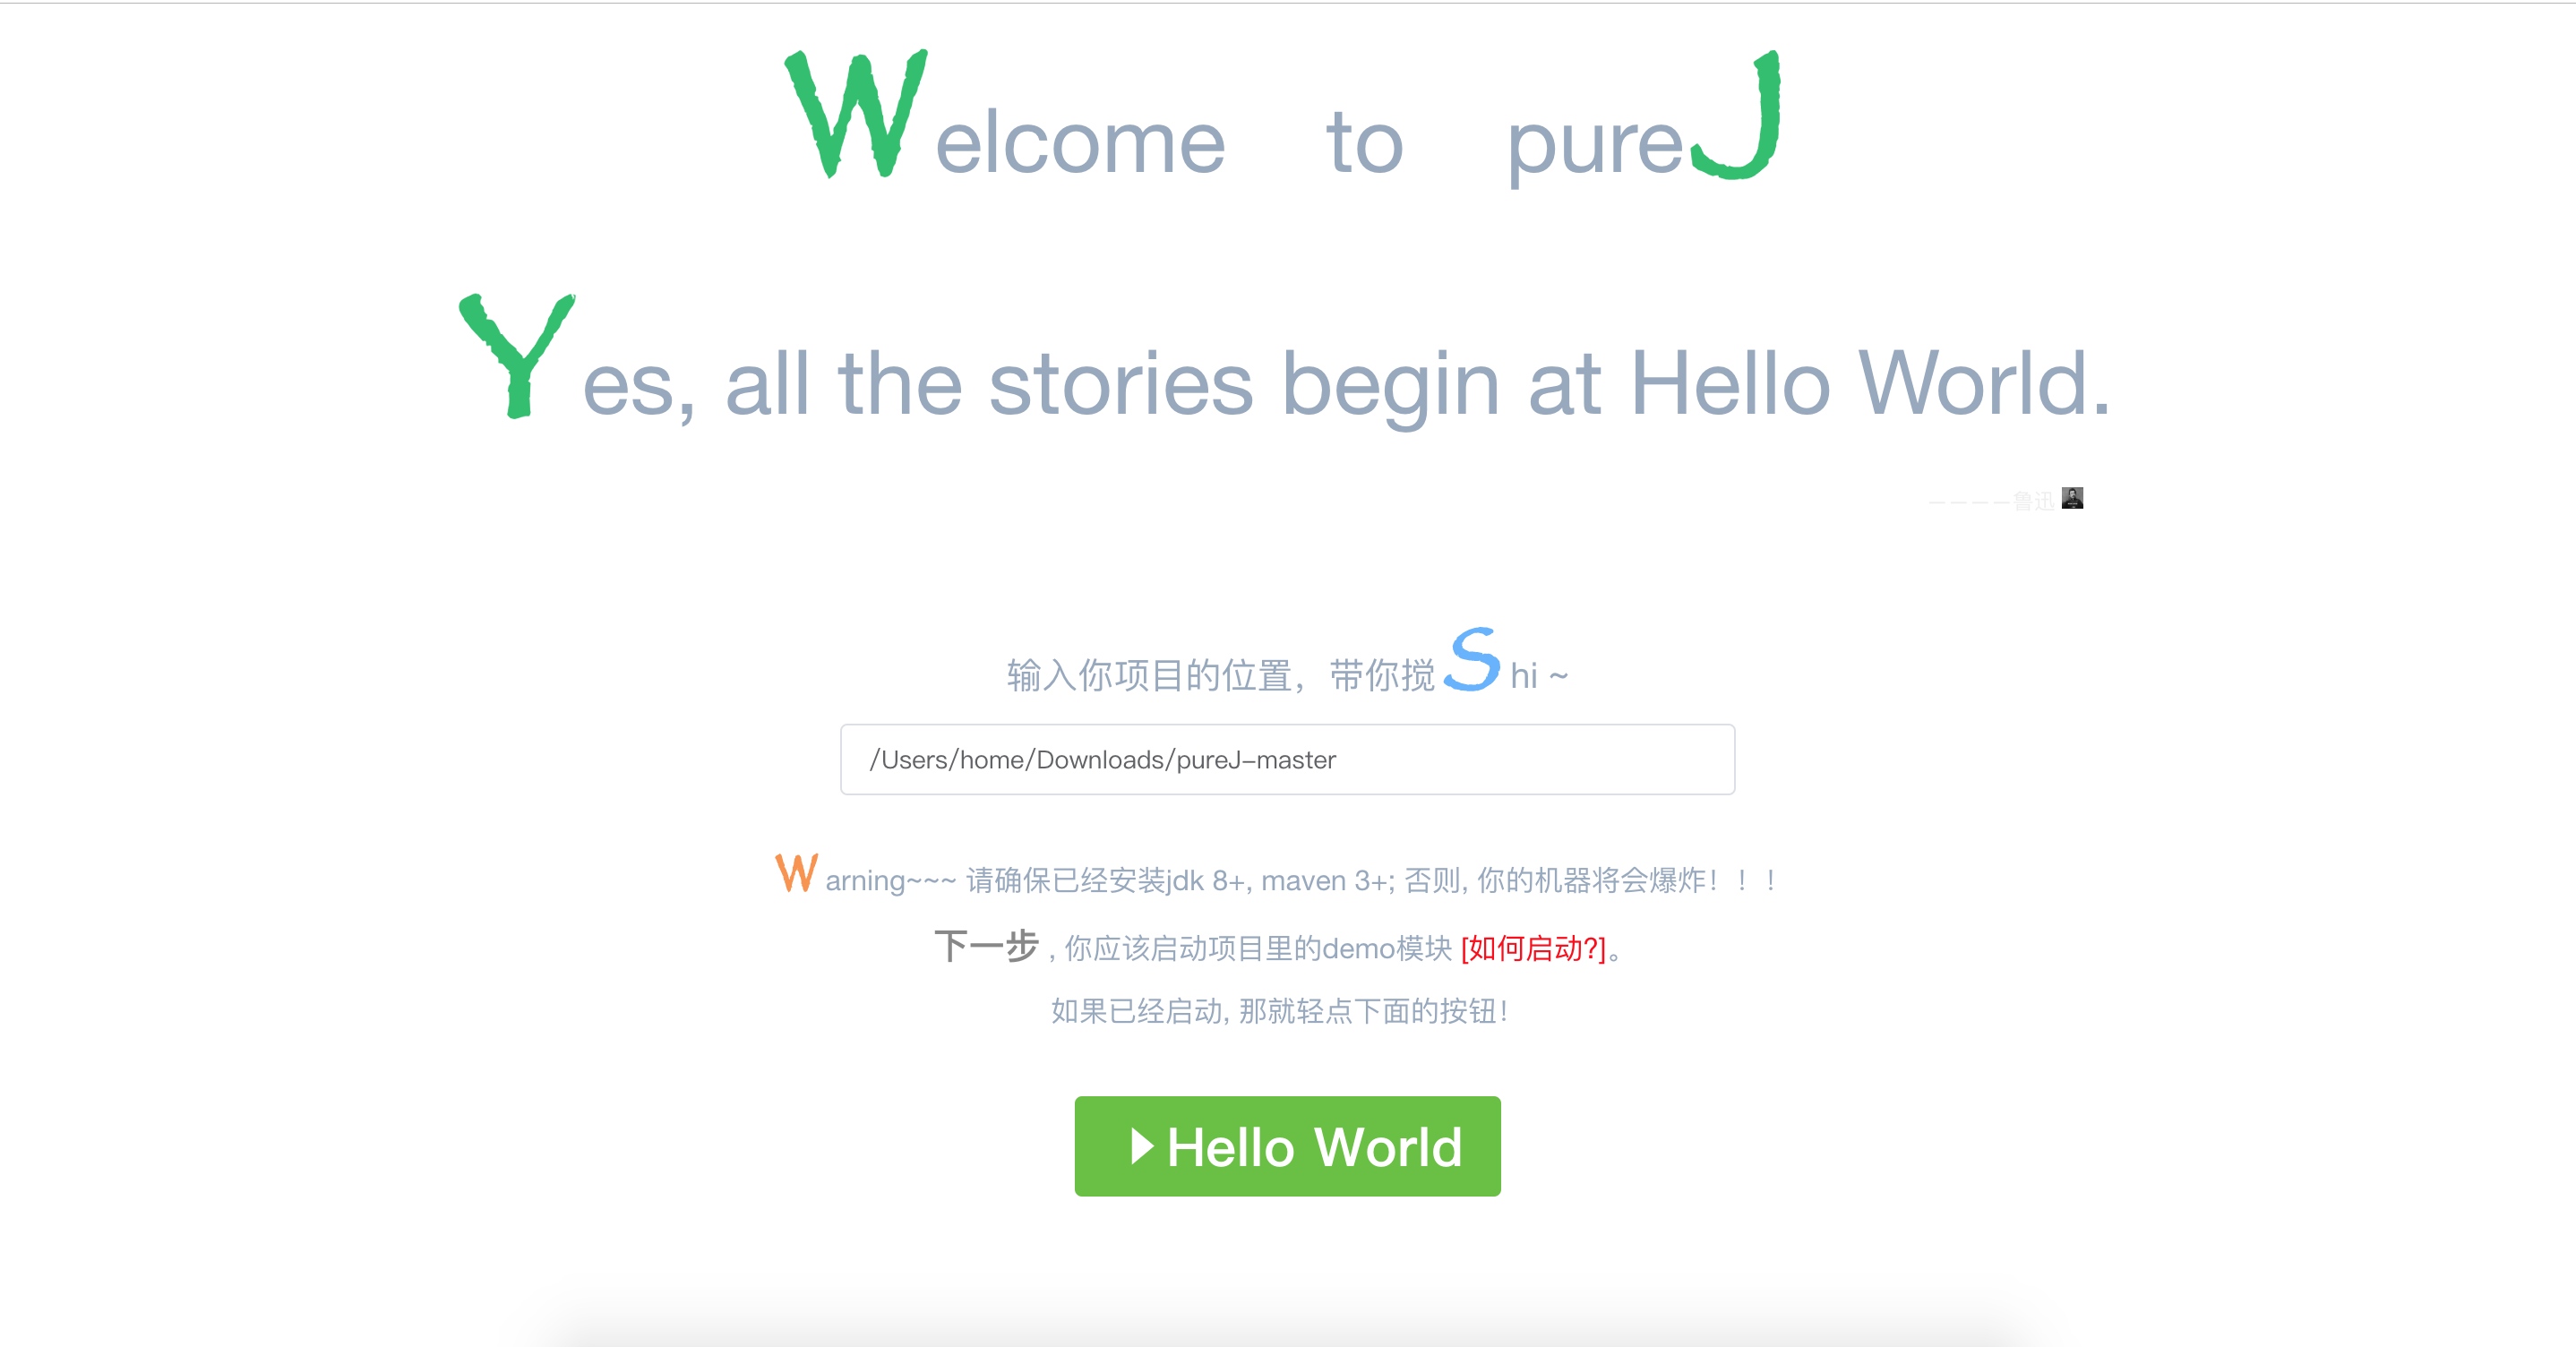 Welcome to pureJ
Yes, all the stories begin at Hello World.
————鲁迅
输入你项目的位置，带你搅Shi ~
/Users/home/Downloads/pureJ-master
Warning~~~ 请确保已经安装jdk 8+, maven 3+; 否则, 你的机器将会爆炸！！！
下一步 , 你应该启动项目里的demo模块 [如何启动?]。
如果已经启动, 那就轻点下面的按钮！
Hello World